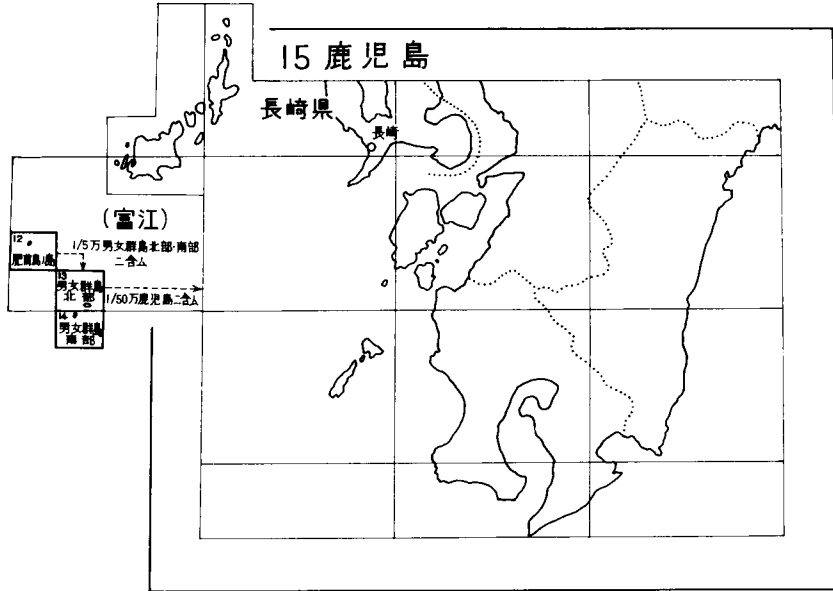 15 鹿児島
長崎県
長崎
(富江)
12
肥前鳥島
1/5万男女群島北部・南部
ニ含ム
13
男女群島
北部
1/50万鹿児島ニ含ム
14
男女群島
南部